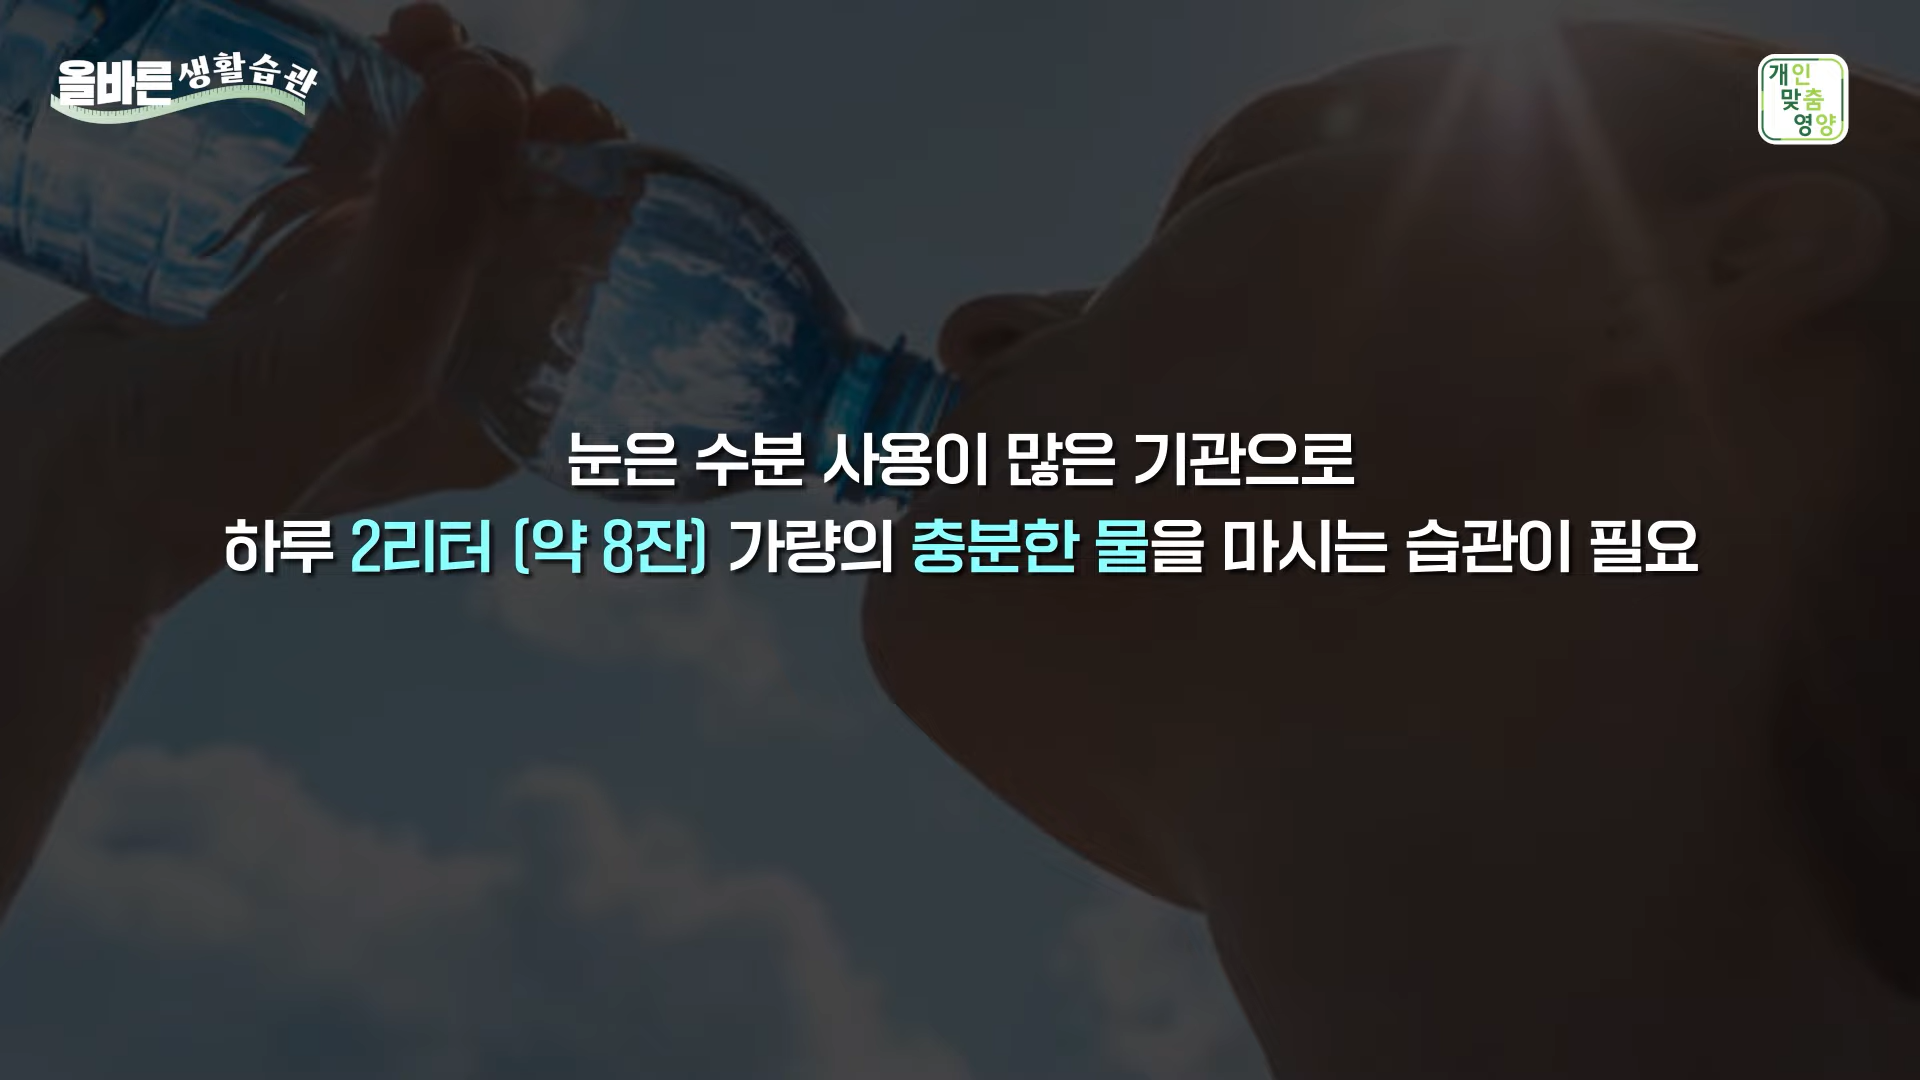 올바른 생활습관
개인
맞춤
영양
눈은 수분 사용이 많은 기관으로
하루 2리터 (약 8잔) 가량의 충분한 물을 마시는 습관이 필요